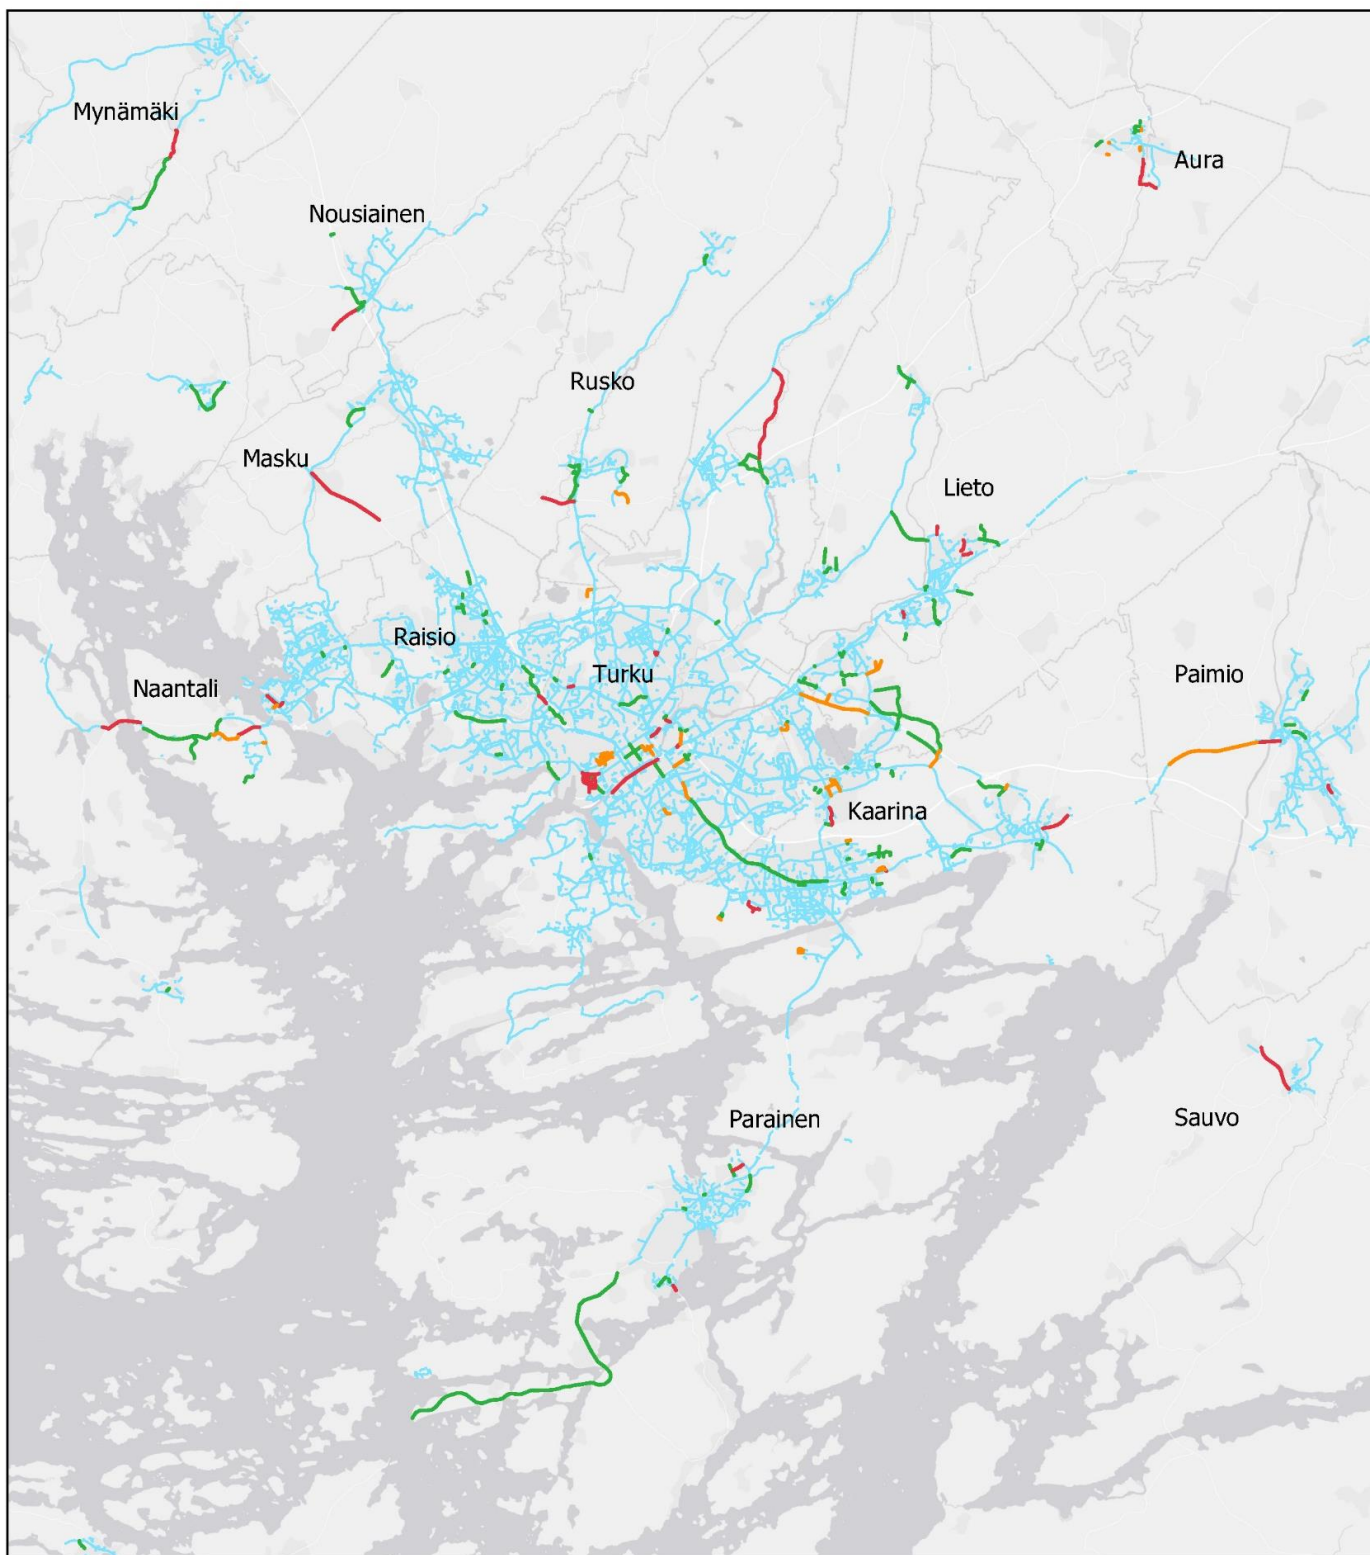 Mynämäki
Aura
Nousiainen
Rusko
Masku
Lieto
Raisio
Turku
Naantali
Paimio
Kaarina
Parainen
Sauvo